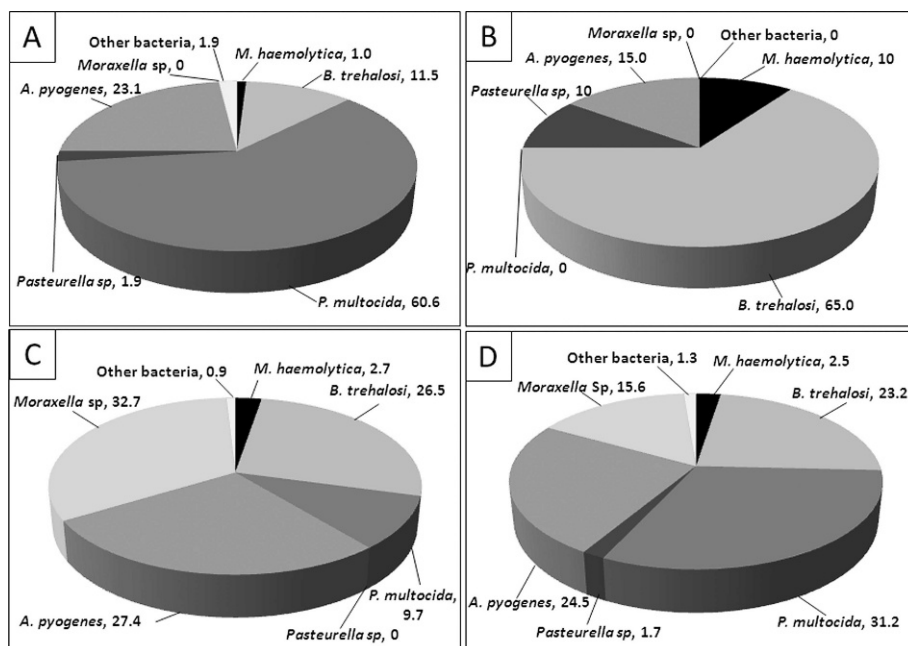 A
Other bacteria, 1.9
M. haemolytica, 1.0
Moraxella sp, 0
B. trehalosi, 11.5
A. pyogenes, 23.1
Pasteurella sp, 1.9
P. multocida, 60.6
B
Moraxella sp, 0
Other bacteria, 0
A. pyogenes, 15.0
M. haemolytica, 10
Pasteurella sp, 10
P. multocida, 0
B. trehalosi, 65.0
C
Other bacteria, 0.9
M. haemolytica, 2.7
Moraxella sp, 32.7
B. trehalosi, 26.5
P. multocida,
9.7
A. pyogenes, 27.4
Pasteurella sp, 0
D
Other bacteria, 1.3
M. haemolytica, 2.5
Moraxella Sp, 15.6
B. trehalosi, 23.2
A. pyogenes, 24.5
Pasteurella sp, 1.7
P. multocida, 31.2